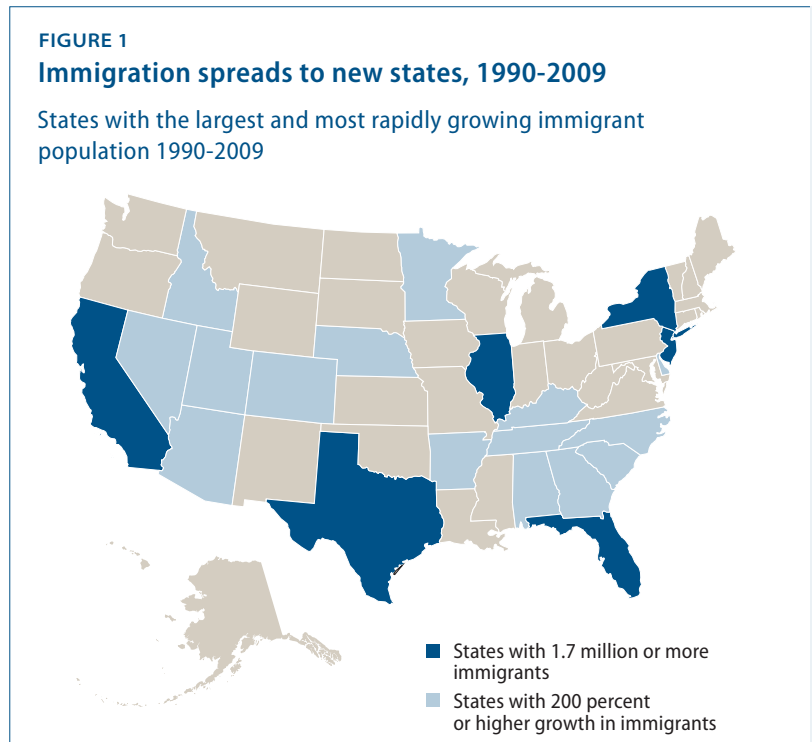 FIGURE 1
Immigration spreads to new states, 1990-2009
States with the largest and most rapidly growing immigrant
population 1990-2009
States with 1.7 million or more
immigrants
States with 200 percent
or higher growth in immigrants